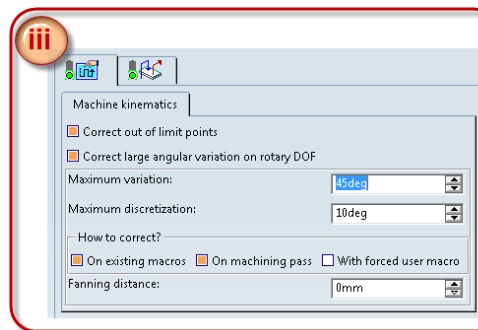 iii
Machine kinematics
Correct out of limit points
Correct large angular variation on rotary DOF
Maximum variation: 45deg
Maximum discretization: 10deg
How to correct?
On existing macros On machining pass With forced user macro
Fanning distance: 0mm